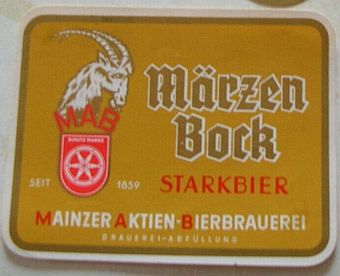 Märzen
Bock
MAB
SCHUTZ MARKE
SEIT 1859
STARKBIER
MAINZER AKTIEN-BIERBRAUEREI
BRAUEREI-ABFÜLLUNG